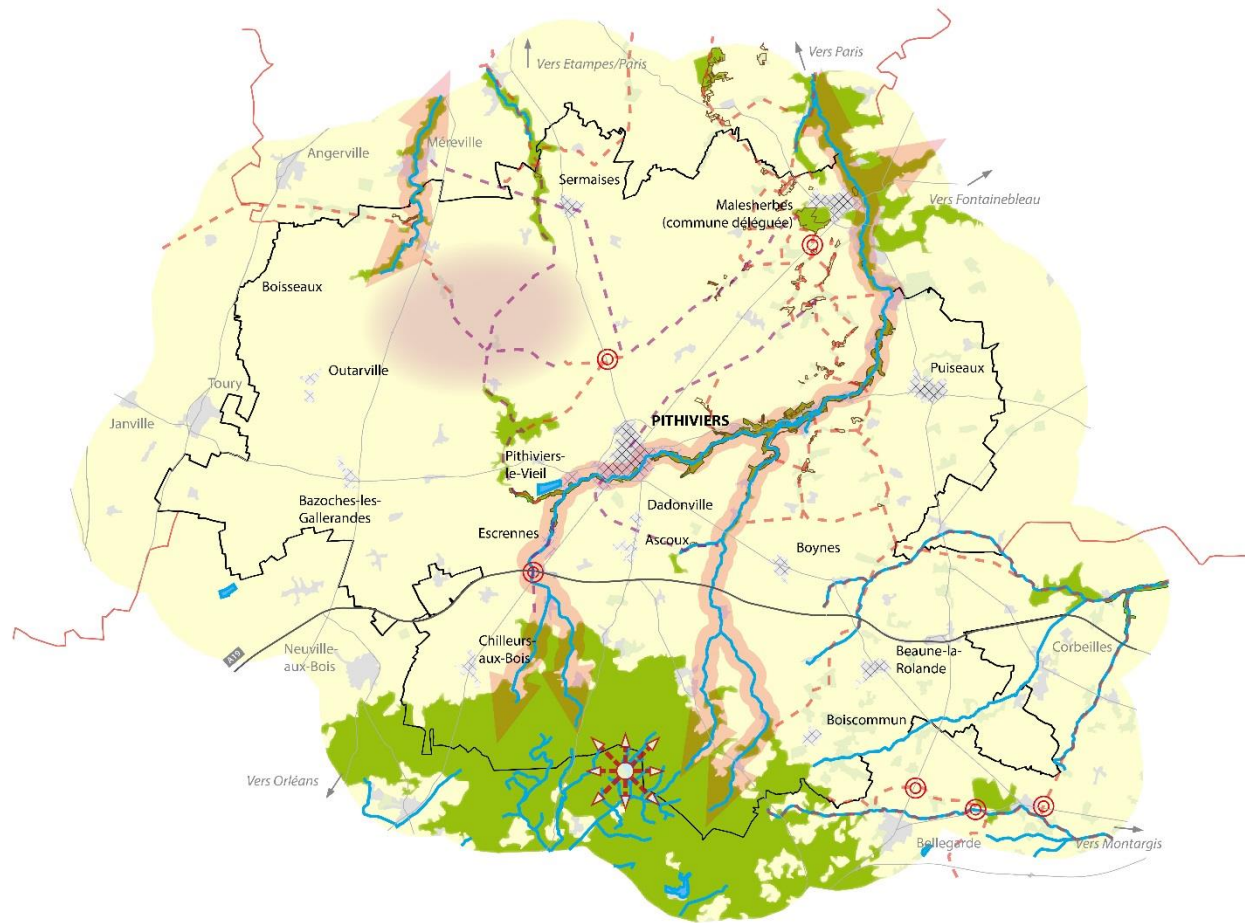 Vers Paris
Vers Etampes/Paris
Méreville
Angerville
Sermaises
Malesherbes
(commune déléguée)
Vers Fontainebleau
Boisseaux
Outarville
Puiseaux
Toury
Janville
PITHIVIERS
Pithiviers-
le-Vieil
Bazoches-les-
Gallerandes
Dadonville
Escrennes
Ascoux
Boynes
Chilleurs-
aux-Bois
Neuville-
aux-Bois
A19
Beaune-la-
Rolande
Corbeilles
Boiscommun
Vers Orléans
Bellegarde
Vers Montargis